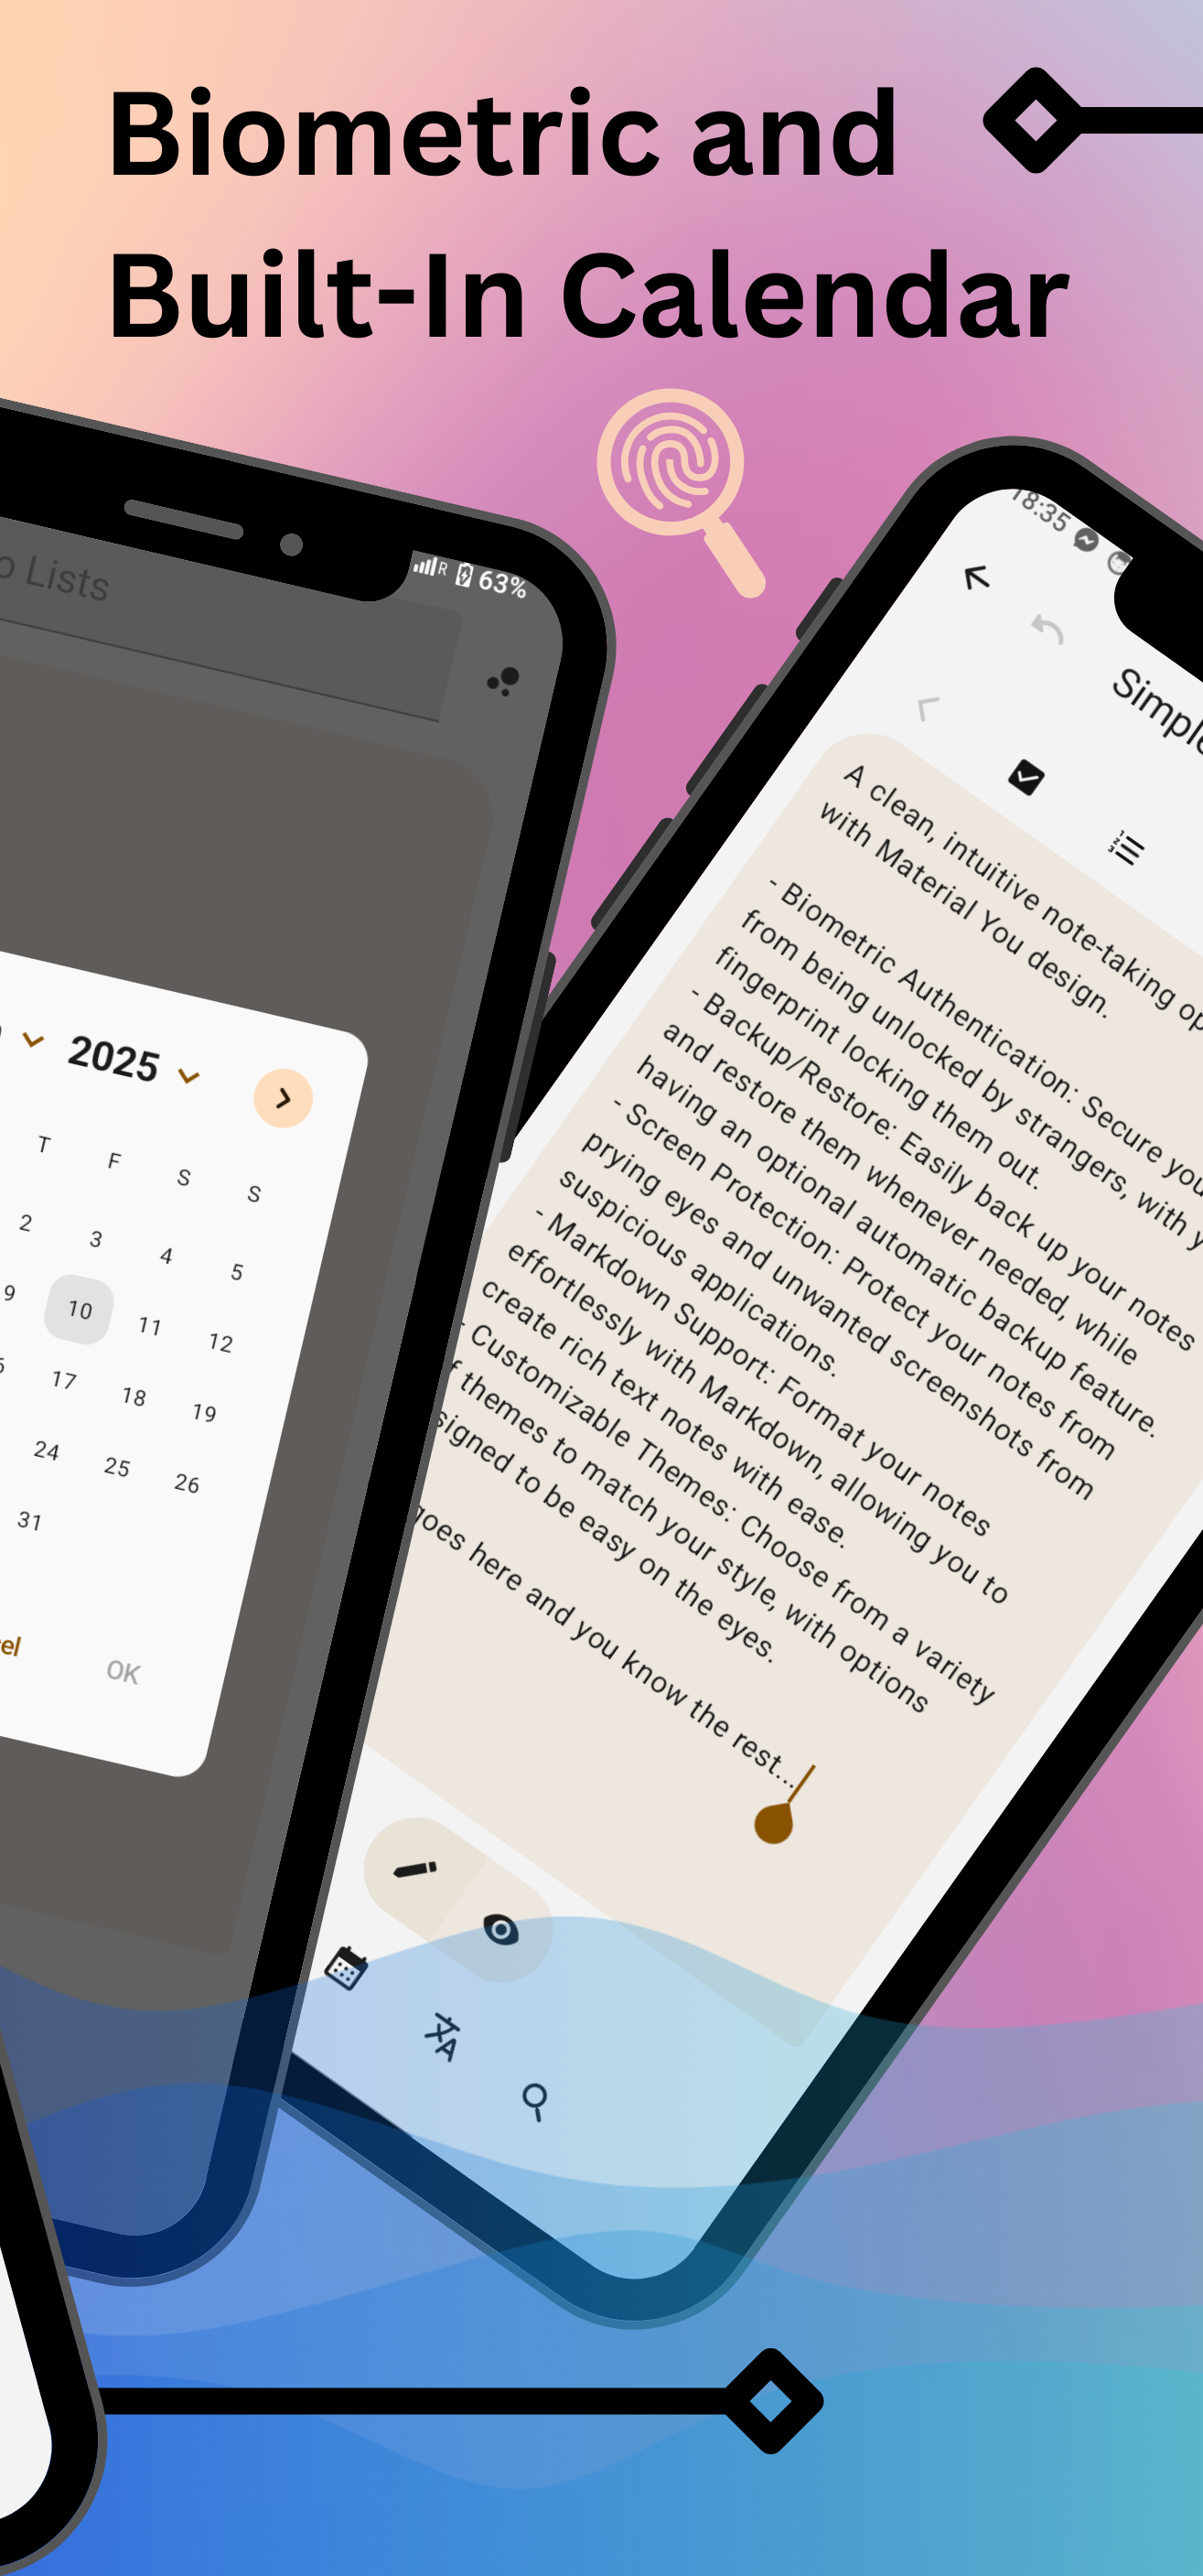 Biometric and
Built-In Calendar
o Lists
R 63%
2025
T F S S
2 3 4 5
9 10 11 12
17 18 19
24 25 26
31
OK
18:35
Simple
A clean, intuitive note-taking op
with Material You design.
- Biometric Authentication: Secure you
from being unlocked by strangers, with y
fingerprint locking them out.
- Backup/Restore: Easily back up your notes
and restore them whenever needed, while
having an optional automatic backup feature.
- Screen Protection: Protect your notes from
prying eyes and unwanted screenshots from
suspicious applications.
- Markdown Support: Format your notes
effortlessly with Markdown, allowing you to
create rich text notes with ease.
- Customizable Themes: Choose from a variety
f themes to match your style, with options
signed to be easy on the eyes.
goes here and you know the rest...